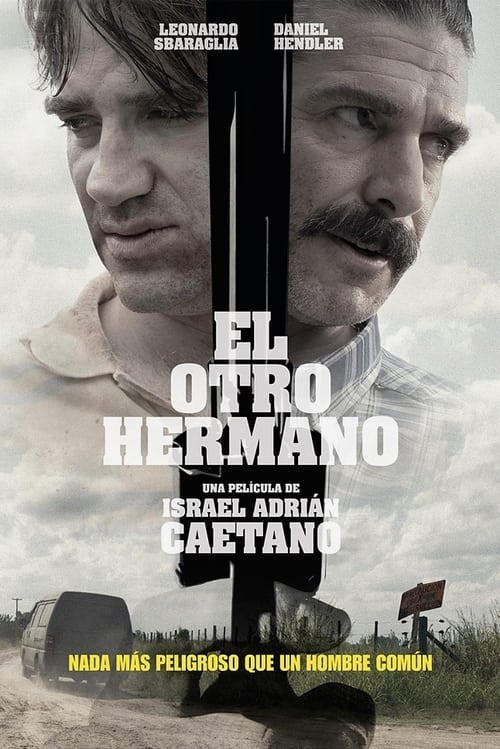 LEONARDO DANIEL
SBARAGLIA HENDLER
EL
OTRO
HERMANO
UNA PELÍCULA DE
ISRAEL ADRIÁN
CAETANO
NADA MÁS PELIGROSO QUE UN HOMBRE COMÚN